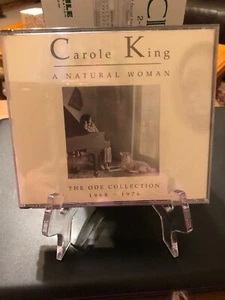 Carole King
A NATURAL WOMAN
THE ODE COLLECTION
1968 - 1976